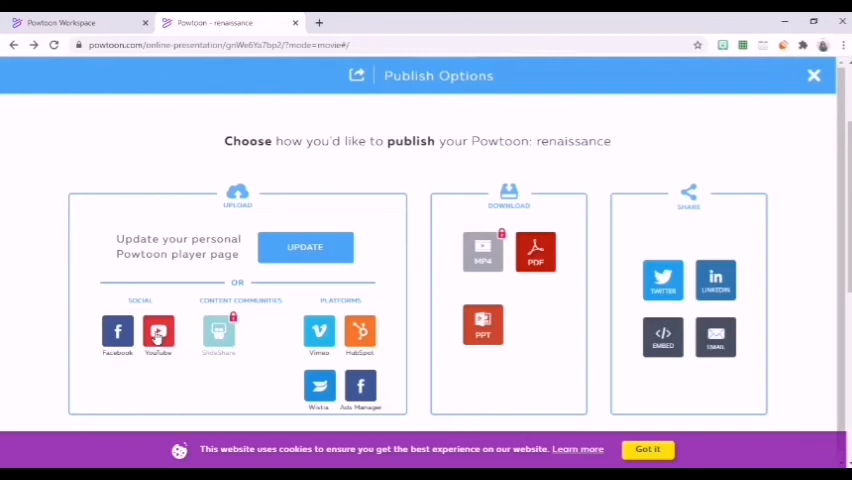 Powtoon Workspace
Powtoon - renaissance
powtoon.com/online-presentation/gnWe6Ya7bp2/?mode=movie#/
Publish Options
Choose how you'd like to publish your Powtoon: renaissance
UPLOAD
Update your personal
Powtoon player page
UPDATE
OR
SOCIAL
CONTENT COMMUNITIES
PLATFORMS
Facebook
YouTube
SlideShare
Vimeo
HubSpot
Wistia
Ads Manager
DOWNLOAD
MP4
PDF
PPT
SHARE
TWITTER
LINKEDIN
EMBED
EMAIL
This website uses cookies to ensure you get the best experience on our website. Learn more
Got it